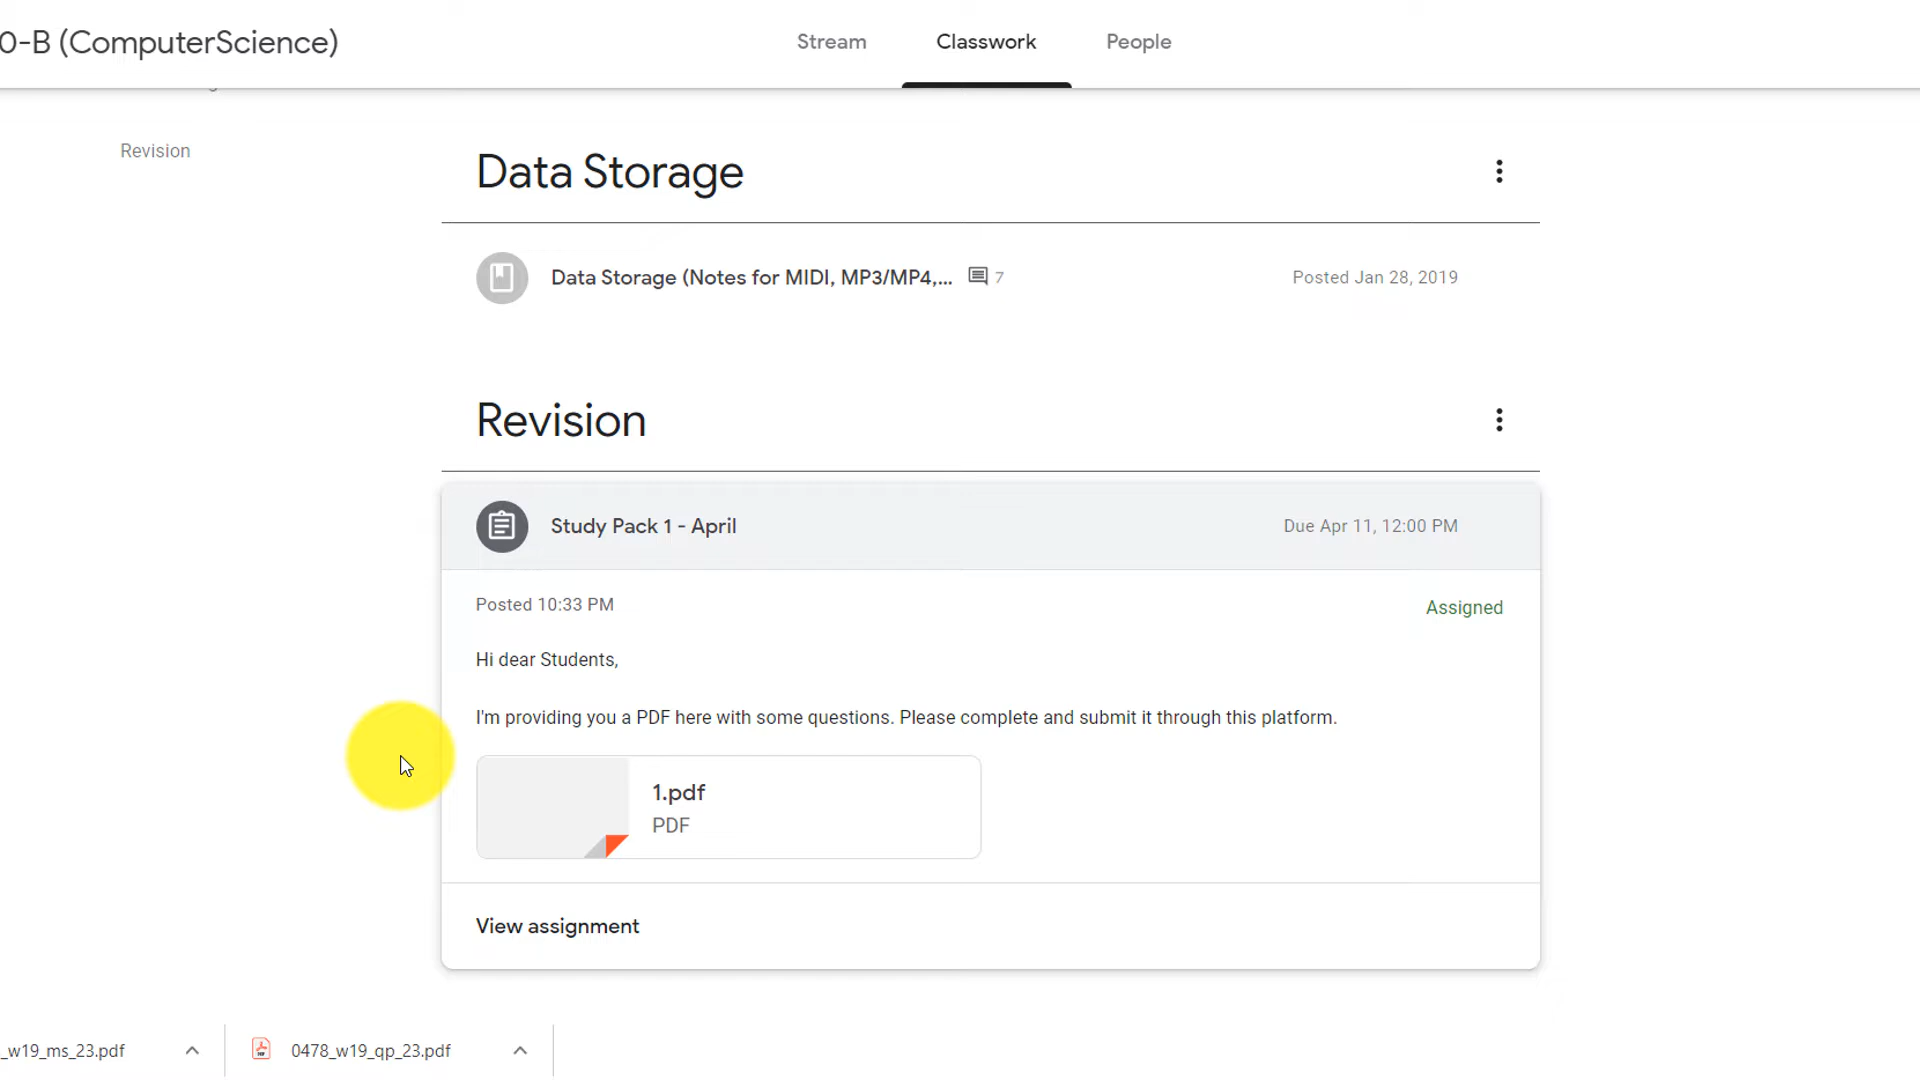 0-B (ComputerScience)
Stream
Classwork
People
Revision
Data Storage
Data Storage (Notes for MIDI, MP3/MP4,...
7
Posted Jan 28, 2019
Revision
Study Pack 1 - April
Due Apr 11, 12:00 PM
Posted 10:33 PM
Assigned
Hi dear Students,
I'm providing you a PDF here with some questions. Please complete and submit it through this platform.
1.pdf
PDF
View assignment
_w19_ms_23.pdf
0478_w19_qp_23.pdf